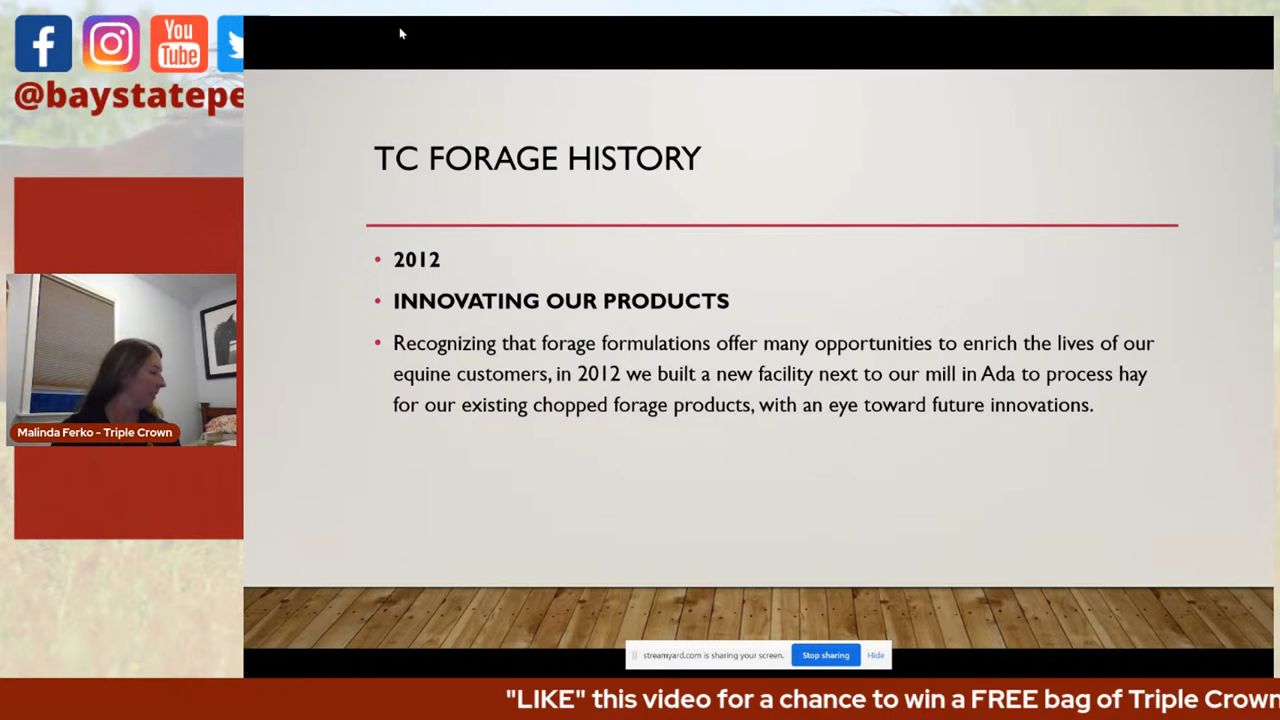 You
Tube
@baystatepe
TC FORAGE HISTORY
• 2012
• INNOVATING OUR PRODUCTS
• Recognizing that forage formulations offer many opportunities to enrich the lives of our
equine customers, in 2012 we built a new facility next to our mill in Ada to process hay
for our existing chopped forage products, with an eye toward future innovations.
Malinda Ferko - Triple Crown
streamyard.com is sharing your screen. Stop sharing Hide
"LIKE" this video for a chance to win a FREE bag of Triple Crown